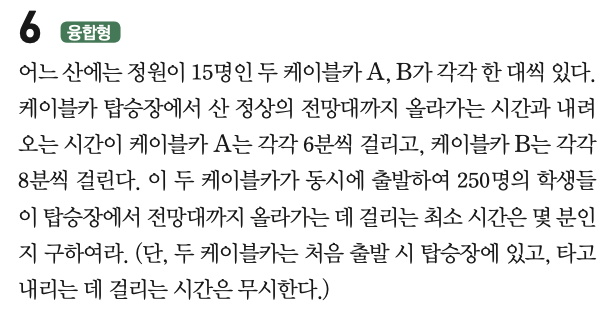 6 융합형
어느 산에는 정원이 15명인 두 케이블카 A, B가 각각 한 대씩 있다.
케이블카 탑승장에서 산 정상의 전망대까지 올라가는 시간과 내려
오는 시간이 케이블카 A는 각각 6분씩 걸리고, 케이블카 B는 각각
8분씩 걸린다. 이 두 케이블카가 동시에 출발하여 250명의 학생들
이 탑승장에서 전망대까지 올라가는 데 걸리는 최소 시간은 몇 분인
지 구하여라. (단, 두 케이블카는 처음 출발 시 탑승장에 있고, 타고
내리는 데 걸리는 시간은 무시한다.)